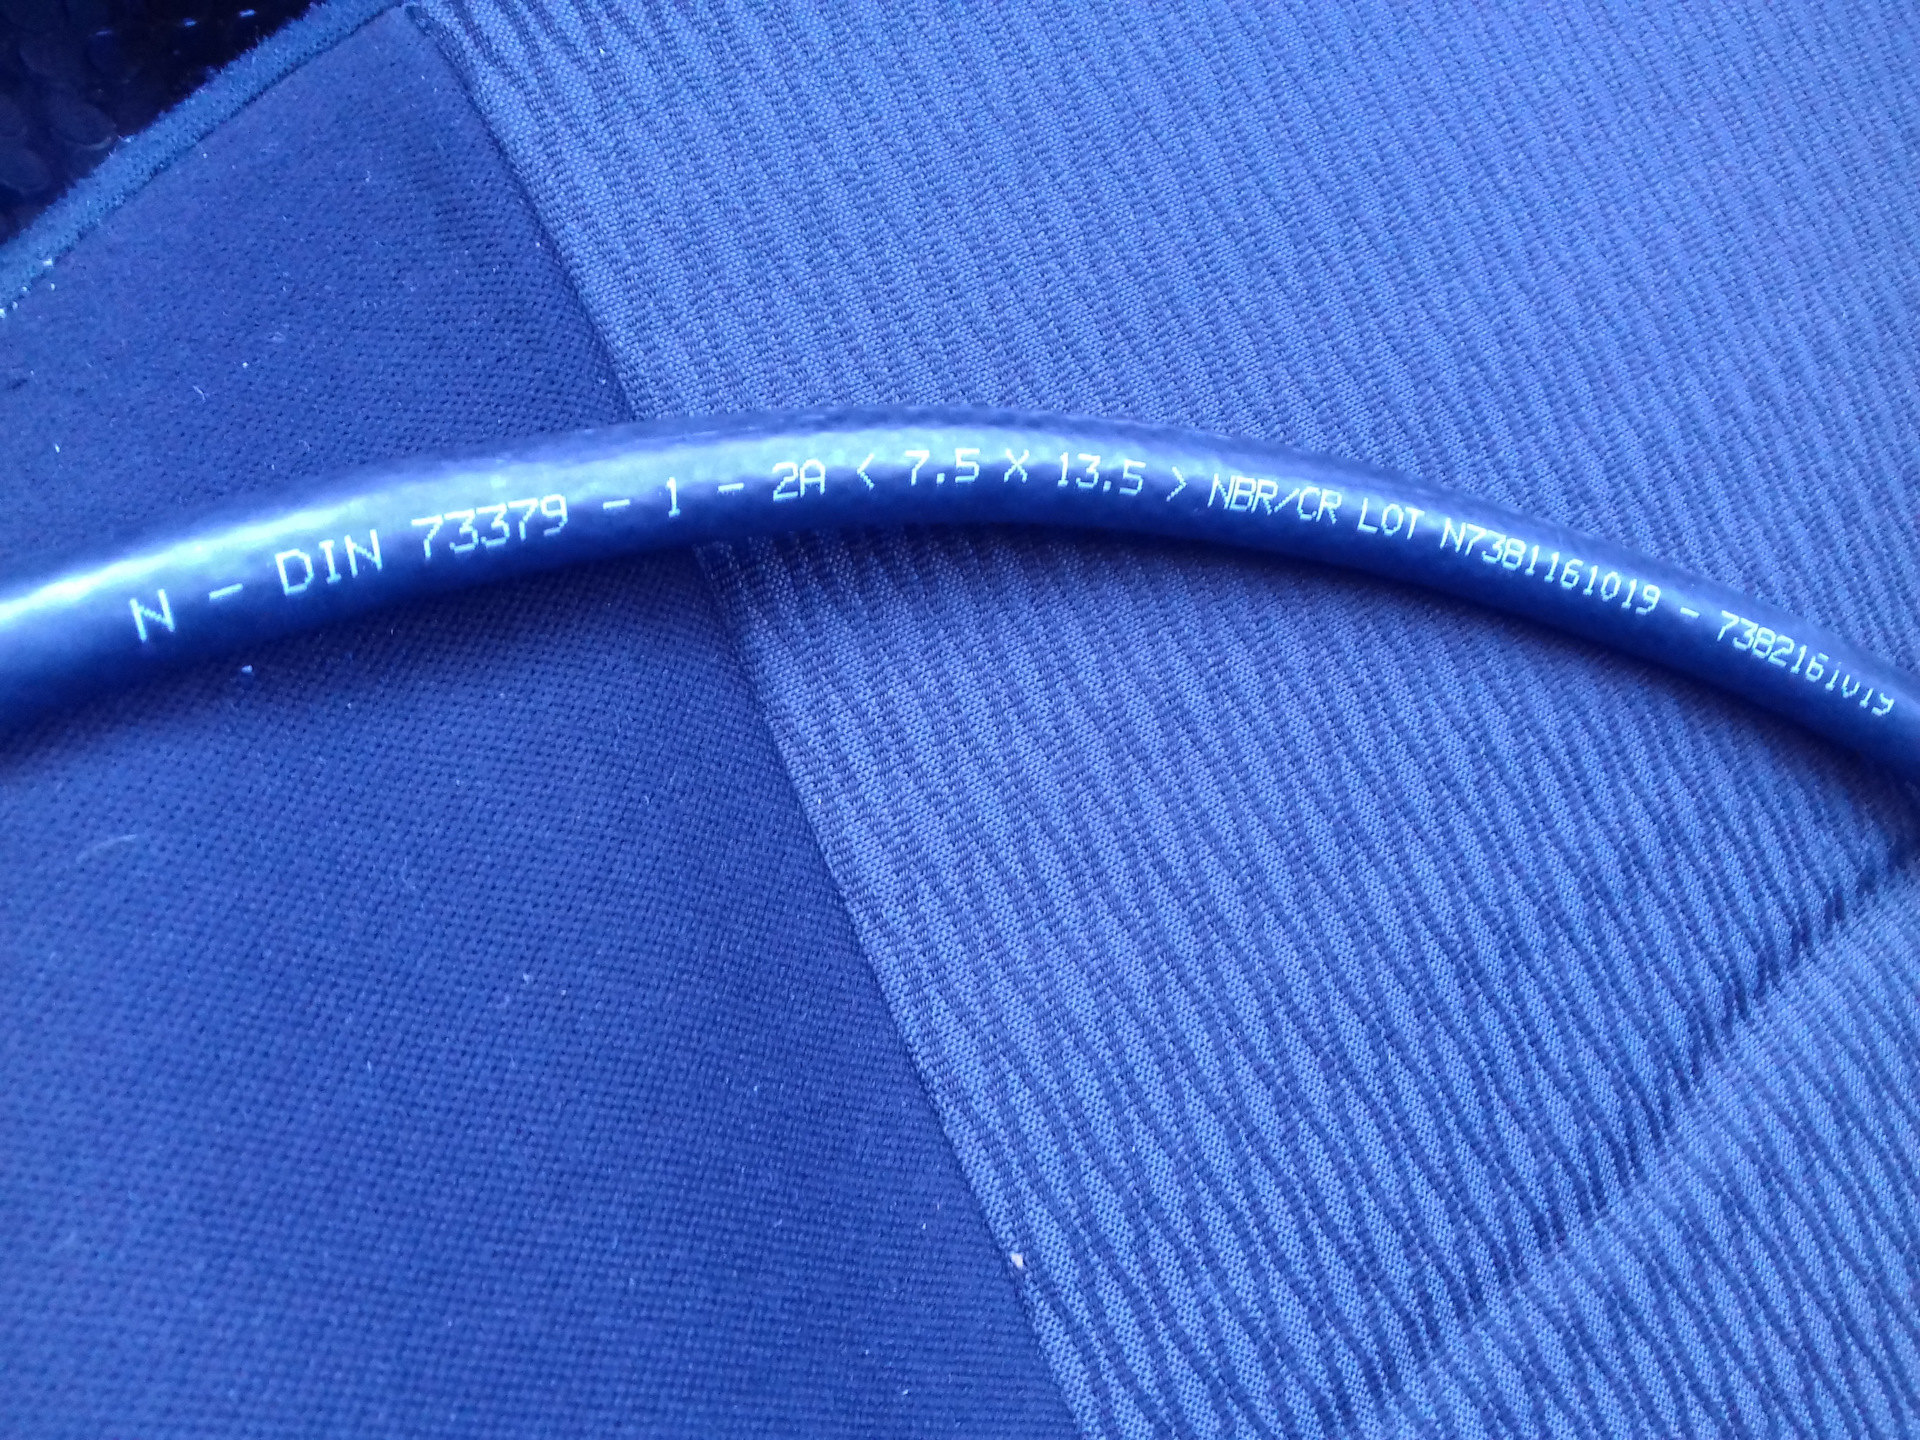 N - DIN 73379 - 1 - 2A < 7.5 X 13.5 > NBR/CR LOT N7381161019 - 7382161019